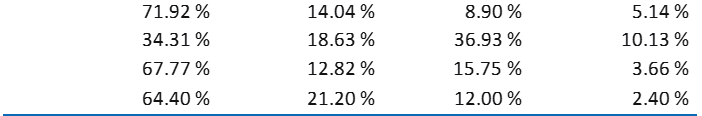 71.92 % 14.04 % 8.90 % 5.14 %
34.31 % 18.63 % 36.93 % 10.13 %
67.77 % 12.82 % 15.75 % 3.66 %
64.40 % 21.20 % 12.00 % 2.40 %